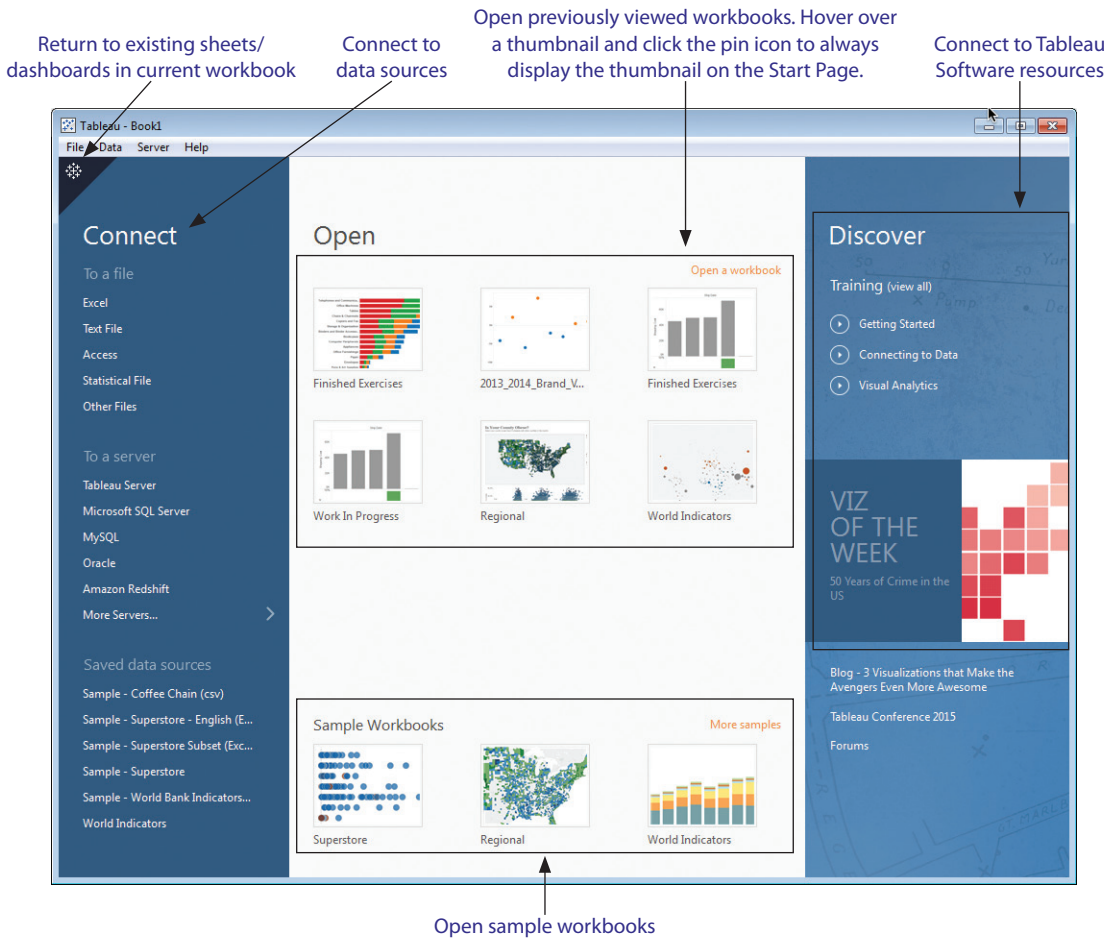 Open previously viewed workbooks. Hover over
a thumbnail and click the pin icon to always
display the thumbnail on the Start Page.
Return to existing sheets/
dashboards in current workbook
Connect to
data sources
Connect to Tableau
Software resources
Tableau - Book1
File Data Server Help
Connect
To a file
Excel
Text File
Access
Statistical File
Other Files
To a server
Tableau Server
Microsoft SQL Server
MySQL
Oracle
Amazon Redshift
More Servers...
Saved data sources
Sample - Coffee Chain (csv)
Sample - Superstore - English (E...
Sample - Superstore Subset (Exc...
Sample - Superstore
Sample - World Bank Indicators...
World Indicators
Open
Open a workbook
Finished Exercises
2013_2014_Brand_V...
Finished Exercises
Work In Progress
Regional
World Indicators
Sample Workbooks
More samples
Superstore
Regional
World Indicators
Discover
Training (view all)
Getting Started
Connecting to Data
Visual Analytics
VIZ
OF THE
WEEK
50 Years of Crime in the
US
Blog - 3 Visualizations that Make the
Avengers Even More Awesome
Tableau Conference 2015
Forums
Open sample workbooks